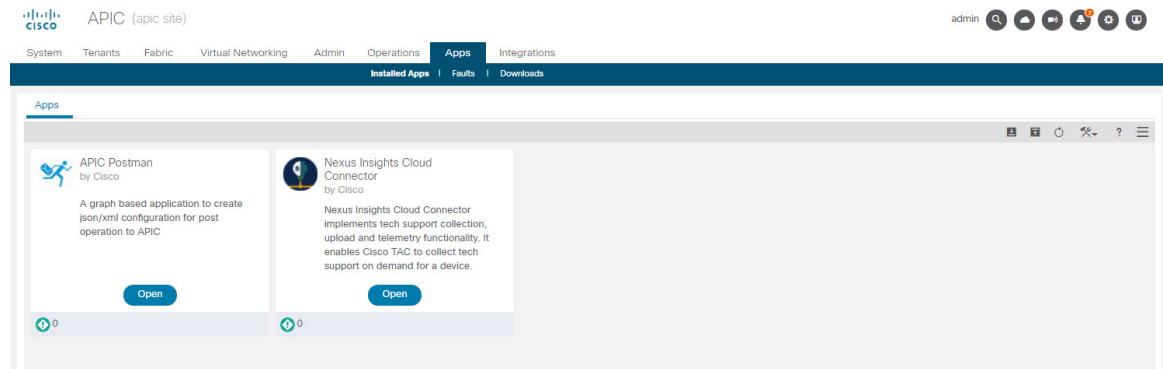 CISCO
APIC (apic site)
admin
System Tenants Fabric Virtual Networking Admin Operations Apps Integrations
Installed Apps | Faults | Downloads
Apps
?
APIC Postman
by Cisco
A graph based application to create
json/xml configuration for post
operation to APIC
Open
0
Nexus Insights Cloud
Connector
by Cisco
Nexus Insights Cloud Connector
implements tech support collection,
upload and telemetry functionality. It
enables Cisco TAC to collect tech
support on demand for a device.
Open
0